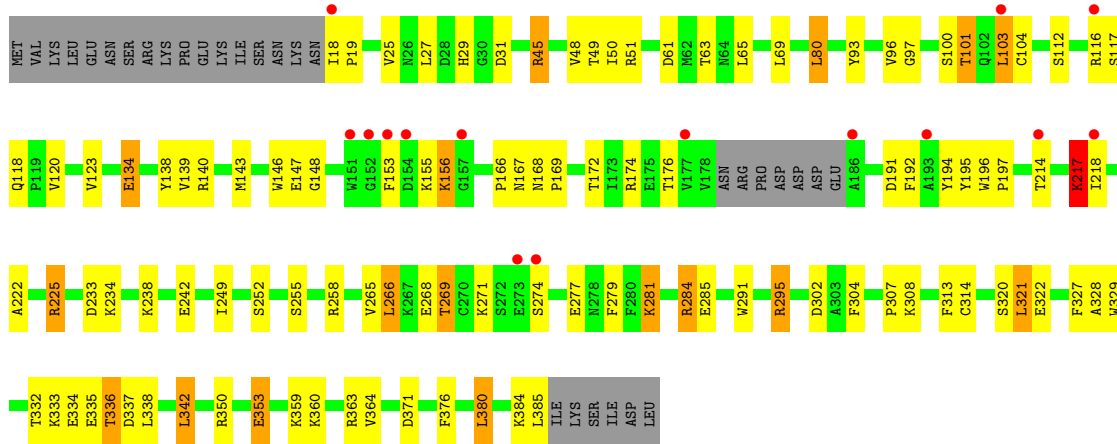 MET VAL LYS LEU GLU ASN SER ARG LYS PRO GLU LYS ILE SER ASN LYS ASN I18 P19 V25 N26 L27 D28 H29 G30 D31 R45 V48 T49 I50 R51 D61 M62 T63 N64 L65 L69 L80 Y93 V96 G97 S100 T101 Q102 L103 C104 S112 R116 S117
Q118 P119 V120 V123 E134 Y138 V139 R140 M143 W146 E147 G148 W151 G152 F153 D154 K155 K156 G157 P166 N167 N168 P169 T172 I173 R174 E175 T176 V177 V178 ASN ARG PRO ASP ASP ASP GLU A186 D191 F192 A193 Y194 Y195 W196 P197 T214 K217 I218
A222 R225 D233 K234 K238 E242 I249 S252 S255 R258 V265 L266 K267 E268 T269 C270 K271 S272 E273 S274 E277 N278 F279 F280 K281 R284 E285 W291 R295 D302 A303 F304 P307 K308 F313 C314 S320 L321 E322 F327 A328 W329
T332 K333 E334 E335 T336 D337 L338 L342 R350 E353 K359 K360 R363 V364 D371 F376 L380 K384 L385 ILE LYS SER ILE ASP LEU